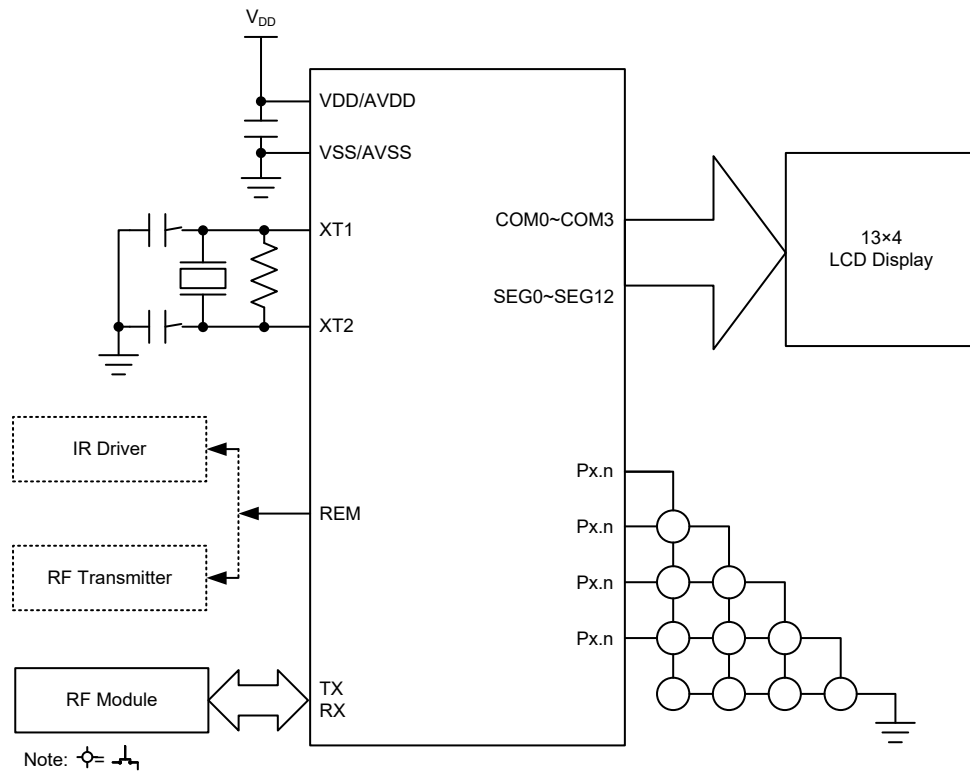 VDD
VDD/AVDD
VSS/AVSS
XT1
COM0~COM3
13×4
LCD Display
SEG0~SEG12
XT2
IR Driver
Px.n
REM
Px.n
RF Transmitter
Px.n
Px.n
RF Module
TX
RX
Note: =